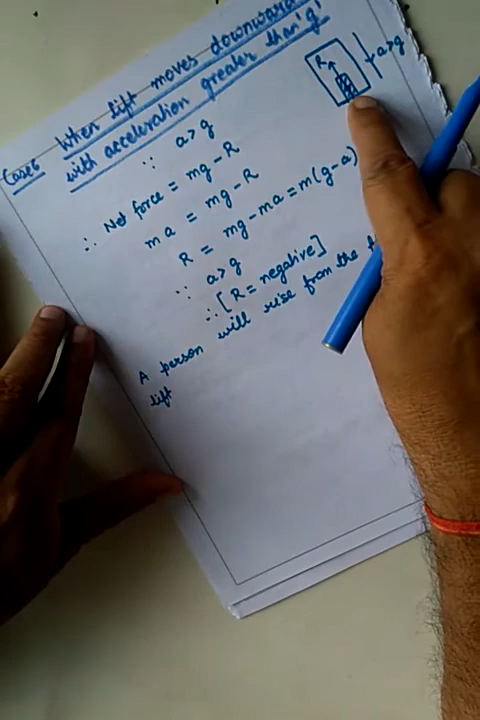 Case 6 When lift moves downward
with acceleration greater than 'g'
R a>g
∵ a>g
∴ Net force = mg - R
ma = mg - R
R = mg - ma = m(g-a)
∵ a>g
∴ [R = negative]
A person will rise from the
lift